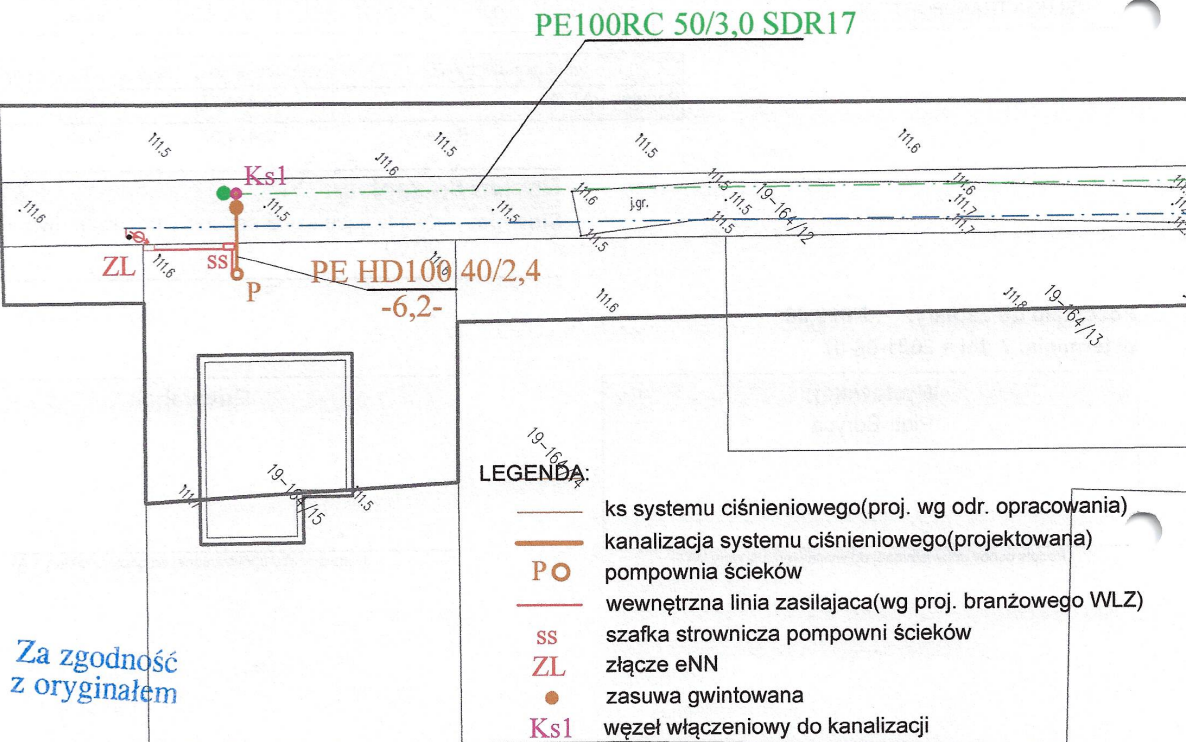 PE100RC 50/3,0 SDR17
111.5
111.5
111.5
111.6
111.6
Ks1
111.5
111.6
111.6
111.6
111.5
111.5
111.5
j.gr.
19-164/12
111.7
111.5
111.7
ZL
111.6
ss
P
PE HD100 40/2,4
-6,2-
111.6
111.8
19-164/13
19-164/14
111.7
19-164/15
111.5
LEGENDA:
ks systemu ciśnieniowego(proj. wg odr. opracowania)
kanalizacja systemu ciśnieniowego(projektowana)
P pompownia ścieków
wewnętrzna linia zasilajaca(wg proj. branżowego WLZ)
ss szafka strownicza pompowni ścieków
ZL złącze eNN
zasuwa gwintowana
Ks1 węzeł włączeniowy do kanalizacji
Za zgodność
z oryginałem